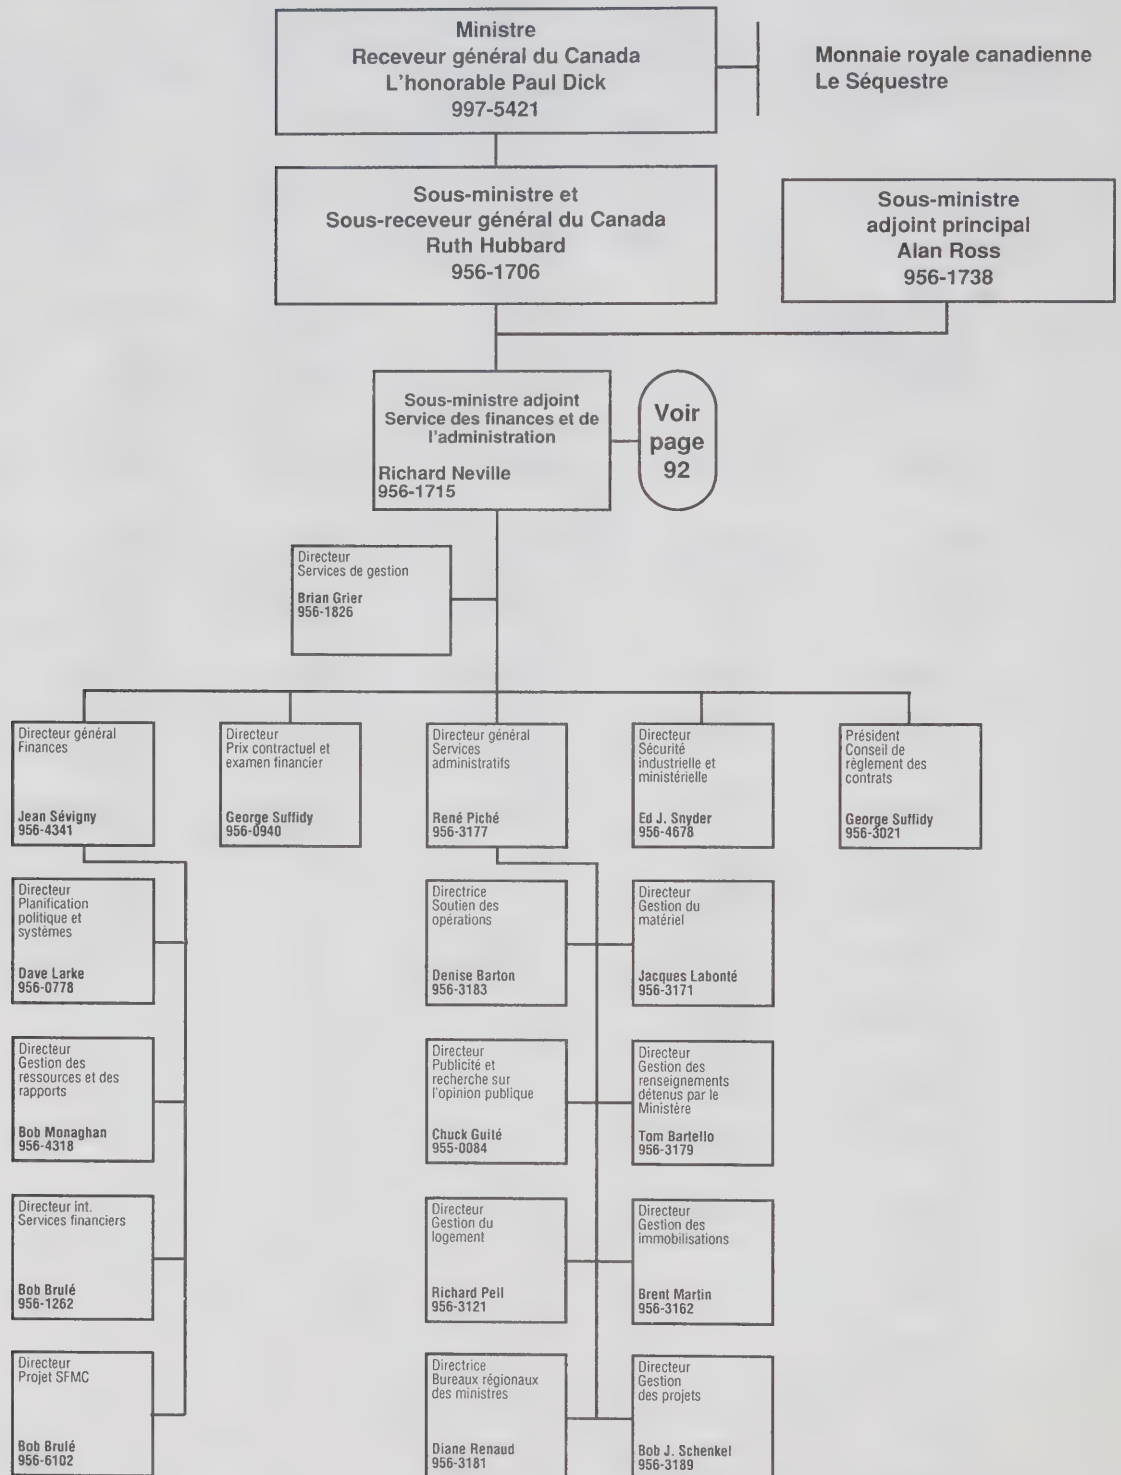 Ministre
Receveur général du Canada
L'honorable Paul Dick
997-5421
Monnaie royale canadienne
Le Séquestre
Sous-ministre et
Sous-receveur général du Canada
Ruth Hubbard
956-1706
Sous-ministre
adjoint principal
Alan Ross
956-1738
Sous-ministre adjoint
Service des finances et de
l'administration
Richard Neville
956-1715
Voir
page
92
Directeur
Services de gestion
Brian Grier
956-1826
Directeur général
Finances
Jean Sévigny
956-4341
Directeur
Prix contractuel et
examen financier
George Suffidy
956-0940
Directeur général
Services
administratifs
René Piché
956-3177
Directeur
Sécurité
industrielle et
ministérielle
Ed J. Snyder
956-4678
Président
Conseil de
règlement des
contrats
George Suffidy
956-3021
Directeur
Planification
politique et
systèmes
Dave Larke
956-0778
Directrice
Soutien des
opérations
Denise Barton
956-3183
Directeur
Gestion du
matériel
Jacques Labonté
956-3171
Directeur
Gestion des
ressources et des
rapports
Bob Monaghan
956-4318
Directeur
Publicité et
recherche sur
l'opinion publique
Chuck Guité
955-0084
Directeur
Gestion des
renseignements
détenus par le
Ministère
Tom Bartello
956-3179
Directeur int.
Services financiers
Bob Brulé
956-1262
Directeur
Gestion du
logement
Richard Pell
956-3121
Directeur
Gestion des
immobilisations
Brent Martin
956-3162
Directeur
Projet SFMC
Bob Brulé
956-6102
Directrice
Bureaux régionaux
des ministres
Diane Renaud
956-3181
Directeur
Gestion
des projets
Bob J. Schenkel
956-3189